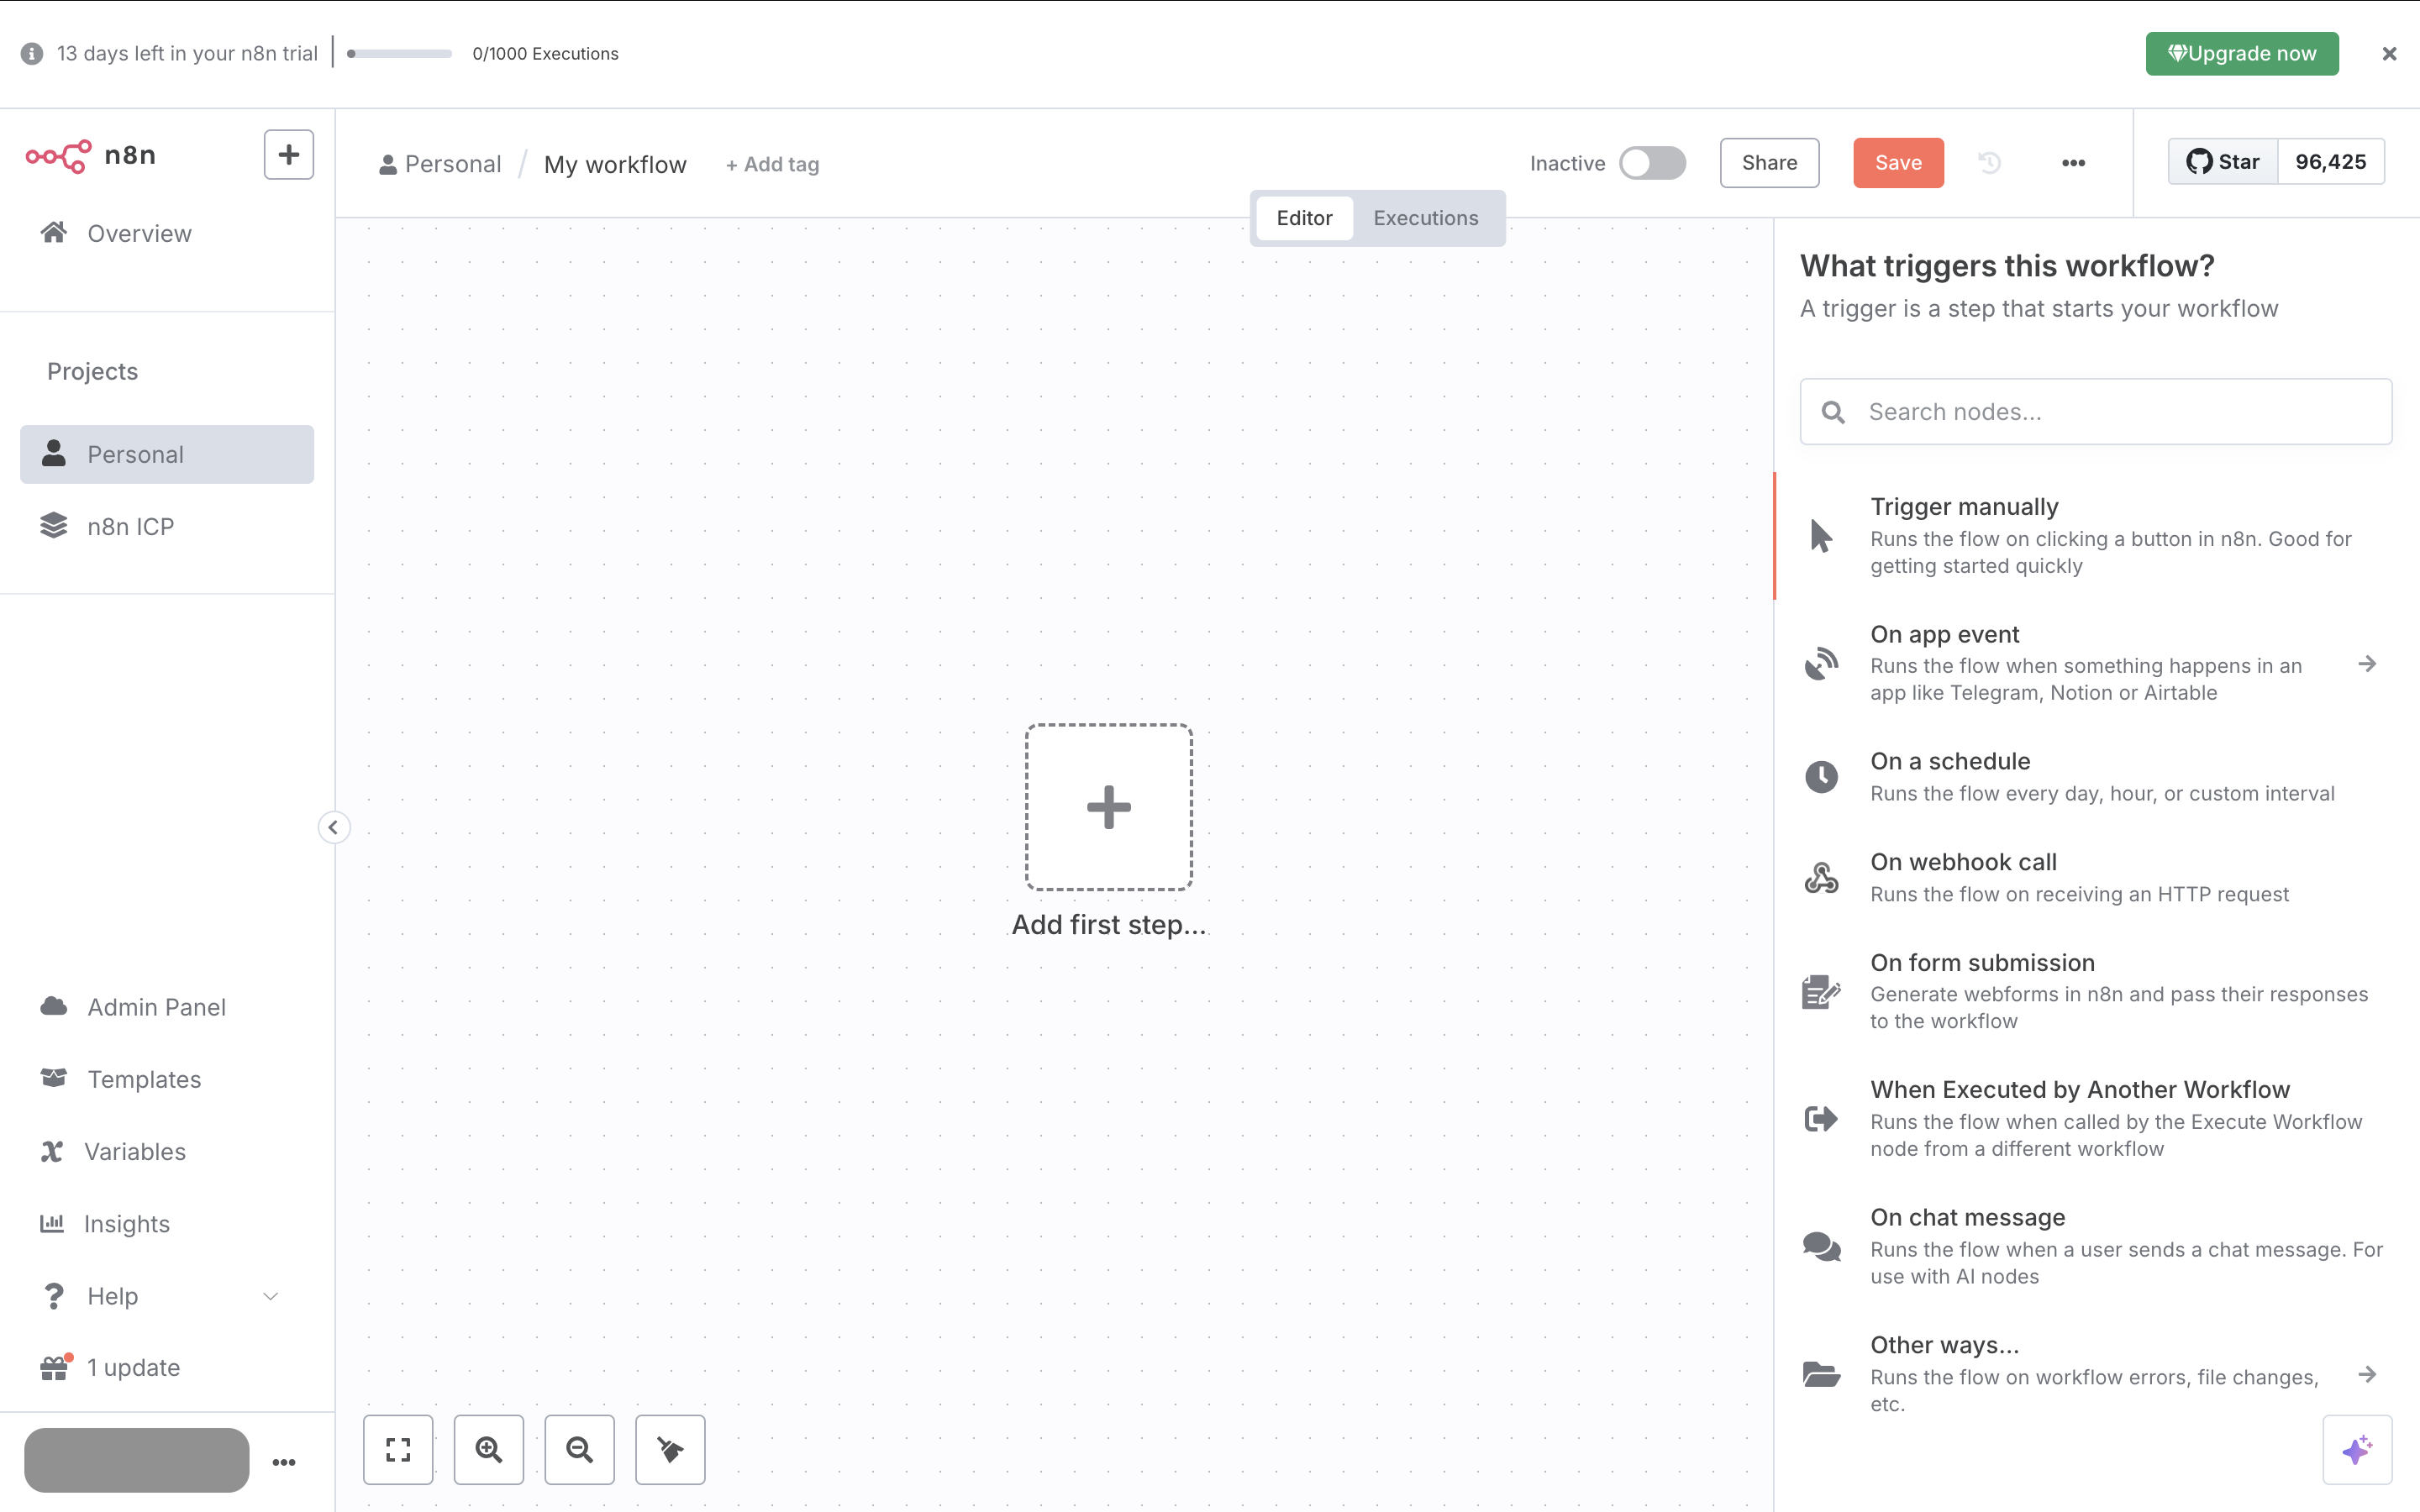 13 days left in your n8n trial
0/1000 Executions
Upgrade now
n8n
Overview
Projects
Personal
n8n ICP
Admin Panel
Templates
Variables
Insights
Help
1 update
Personal / My workflow
+ Add tag
Inactive
Share
Save
Star
96,425
Editor
Executions
Add first step...
What triggers this workflow?
A trigger is a step that starts your workflow
Search nodes...
Trigger manually
Runs the flow on clicking a button in n8n. Good for
getting started quickly
On app event
Runs the flow when something happens in an
app like Telegram, Notion or Airtable
On a schedule
Runs the flow every day, hour, or custom interval
On webhook call
Runs the flow on receiving an HTTP request
On form submission
Generate webforms in n8n and pass their responses
to the workflow
When Executed by Another Workflow
Runs the flow when called by the Execute Workflow
node from a different workflow
On chat message
Runs the flow when a user sends a chat message. For
use with AI nodes
Other ways...
Runs the flow on workflow errors, file changes,
etc.